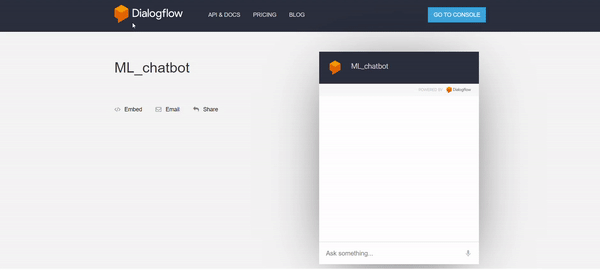 Dialogflow
API & DOCS PRICING BLOG
GO TO CONSOLE
ML_chatbot
Embed Email Share
ML_chatbot
POWERED BY Dialogflow
Ask something...